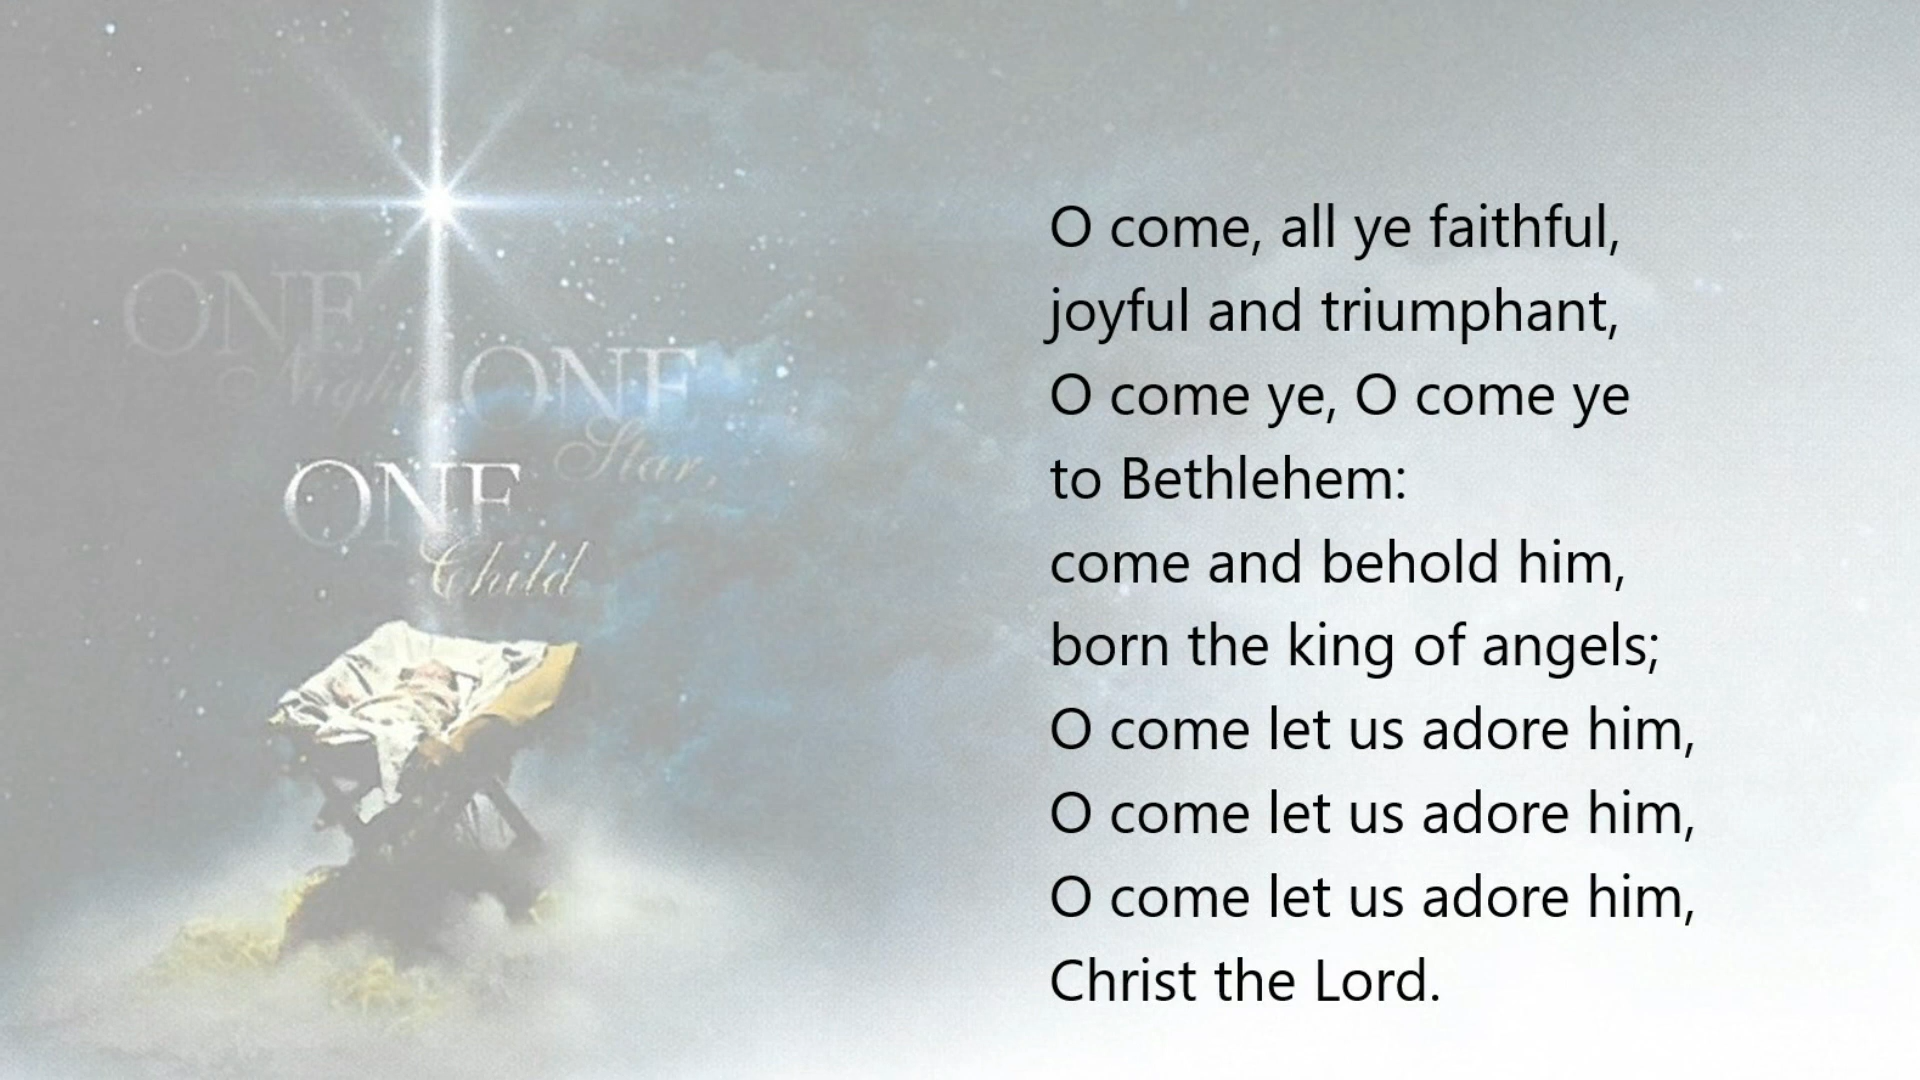 ONE
Night
ONE
Star,
ONE
Child
O come, all ye faithful,
joyful and triumphant,
O come ye, O come ye
to Bethlehem:
come and behold him,
born the king of angels;
O come let us adore him,
O come let us adore him,
O come let us adore him,
Christ the Lord.